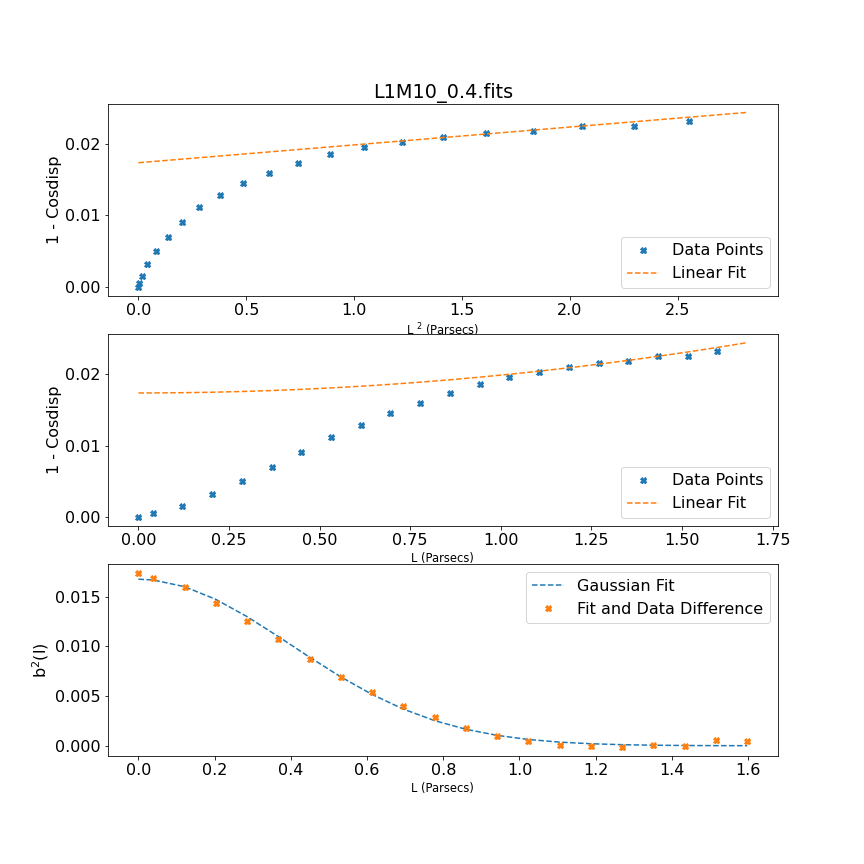 L1M10_0.4.fits
1 - Cosdisp
0.02
0.01
0.00
Data Points
Linear Fit
0.0 0.5 1.0 1.5 2.0 2.5
L ² (Parsecs)
1 - Cosdisp
0.02
0.01
0.00
Data Points
Linear Fit
0.00 0.25 0.50 0.75 1.00 1.25 1.50 1.75
L (Parsecs)
b²(l)
0.015
0.010
0.005
0.000
Gaussian Fit
Fit and Data Difference
0.0 0.2 0.4 0.6 0.8 1.0 1.2 1.4 1.6
L (Parsecs)